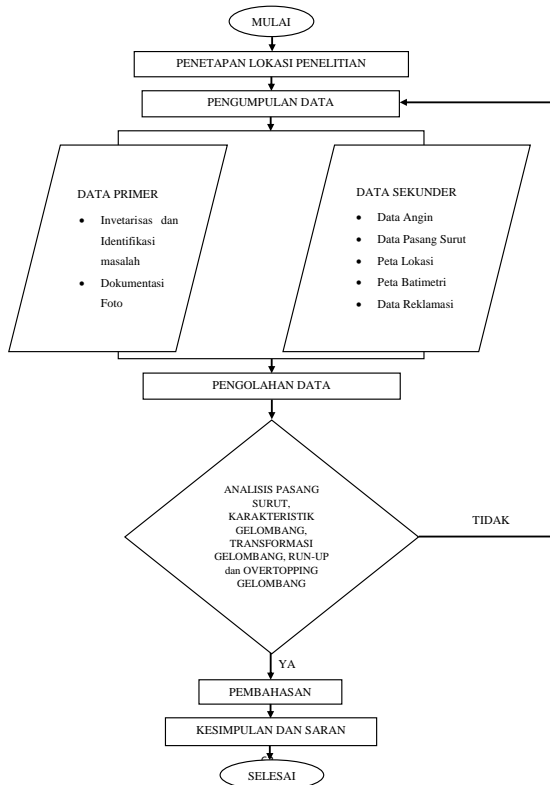 MULAI
PENETAPAN LOKASI PENELITIAN
PENGUMPULAN DATA
DATA PRIMER
• Invetarisas dan
Identifikasi
masalah
• Dokumentasi
Foto
DATA SEKUNDER
• Data Angin
• Data Pasang Surut
• Peta Lokasi
• Peta Batimetri
• Data Reklamasi
PENGOLAHAN DATA
ANALISIS PASANG
SURUT,
KARAKTERISTIK
GELOMBANG,
TRANSFORMASI
GELOMBANG, RUN-UP
dan OVERTOPPING
GELOMBANG
TIDAK
YA
PEMBAHASAN
KESIMPULAN DAN SARAN
SELESAI